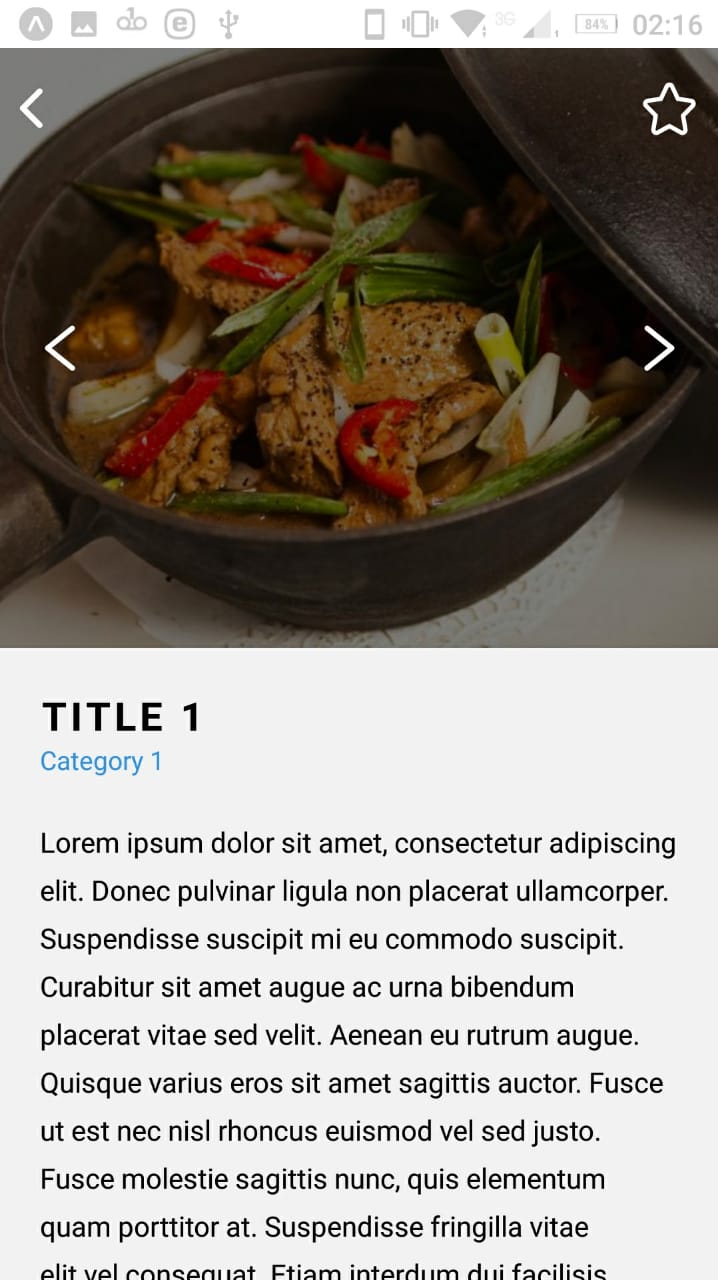 3G 84% 02:16
TITLE 1
Category 1
Lorem ipsum dolor sit amet, consectetur adipiscing
elit. Donec pulvinar ligula non placerat ullamcorper.
Suspendisse suscipit mi eu commodo suscipit.
Curabitur sit amet augue ac urna bibendum
placerat vitae sed velit. Aenean eu rutrum augue.
Quisque varius eros sit amet sagittis auctor. Fusce
ut est nec nisl rhoncus euismod vel sed justo.
Fusce molestie sagittis nunc, quis elementum
quam porttitor at. Suspendisse fringilla vitae
elit vel consequat. Etiam interdum dui facilisis